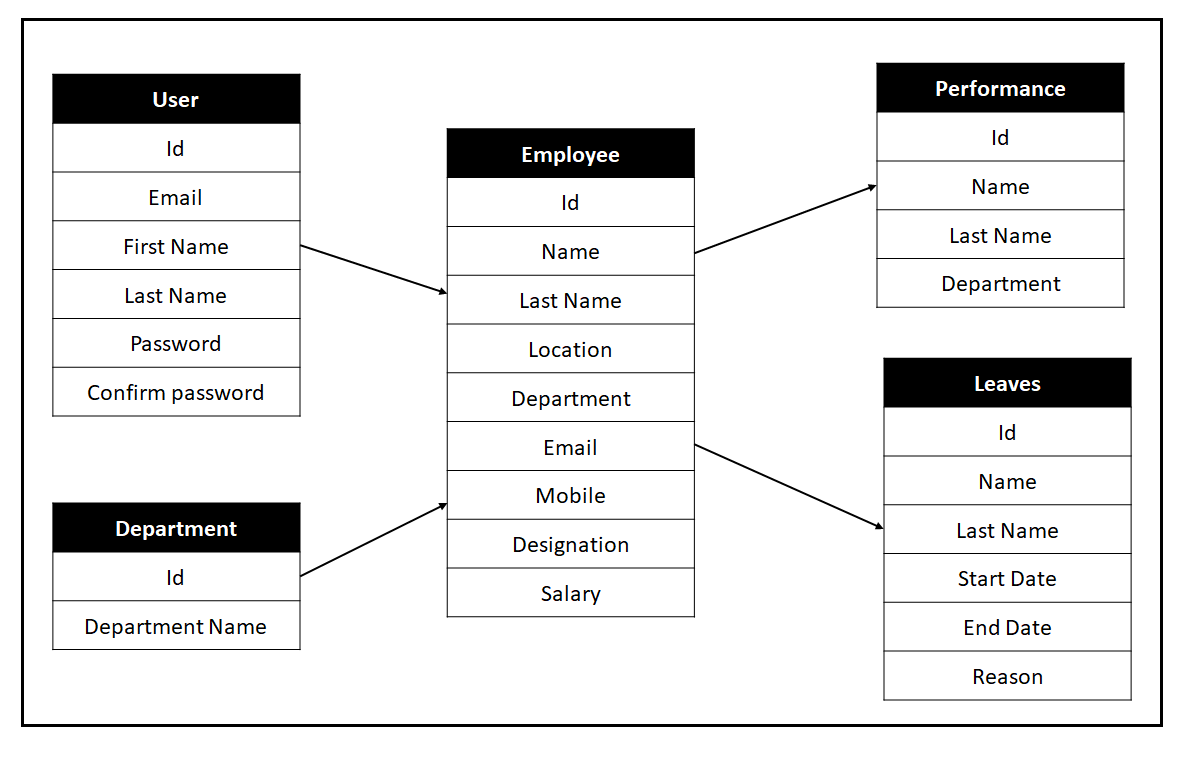 User
Id
Email
First Name
Last Name
Password
Confirm password
Department
Id
Department Name
Employee
Id
Name
Last Name
Location
Department
Email
Mobile
Designation
Salary
Performance
Id
Name
Last Name
Department
Leaves
Id
Name
Last Name
Start Date
End Date
Reason